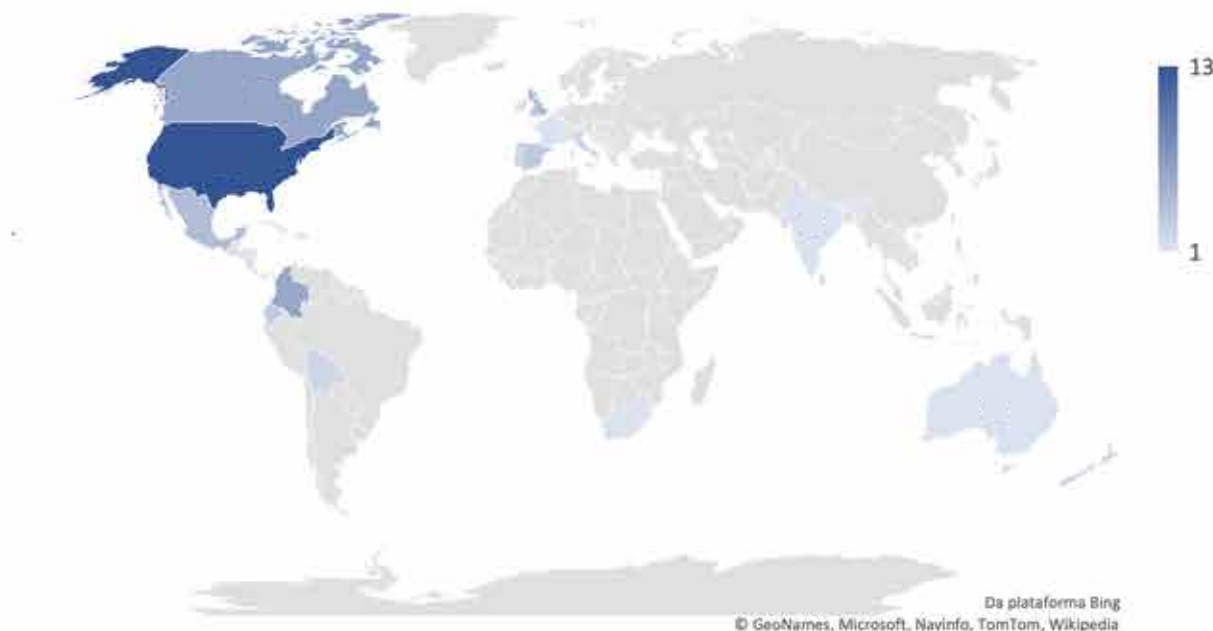 13
1
Da plataforma Bing
© GeoNames, Microsoft, Navinfo, TomTom, Wikipedia